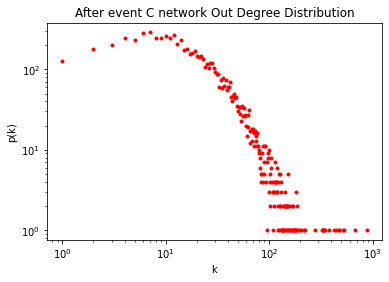 After event C network Out Degree Distribution
p(k)
10²
10¹
10⁰
10⁰ 10¹ 10² 10³
k